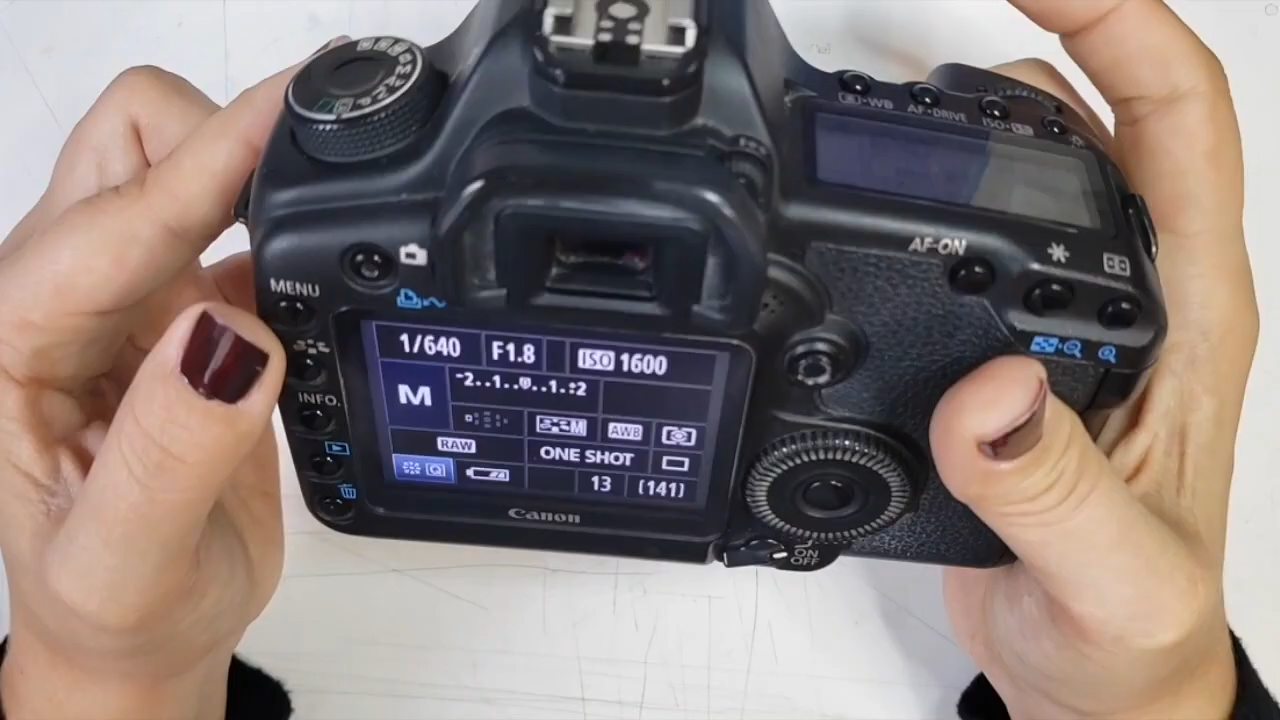 WB
AF•DRIVE
ISO•
AF-ON
MENU
INFO.
1/640 F1.8 ISO 1600
M -2..1..0..1.:2
M AWB
RAW ONE SHOT
Q 13 [141]
Canon
ON
OFF